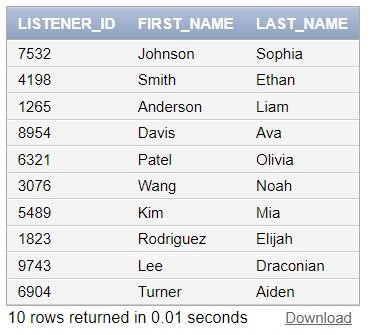 LISTENER_ID FIRST_NAME LAST_NAME
7532 Johnson Sophia
4198 Smith Ethan
1265 Anderson Liam
8954 Davis Ava
6321 Patel Olivia
3076 Wang Noah
5489 Kim Mia
1823 Rodriguez Elijah
9743 Lee Draconian
6904 Turner Aiden
10 rows returned in 0.01 seconds Download